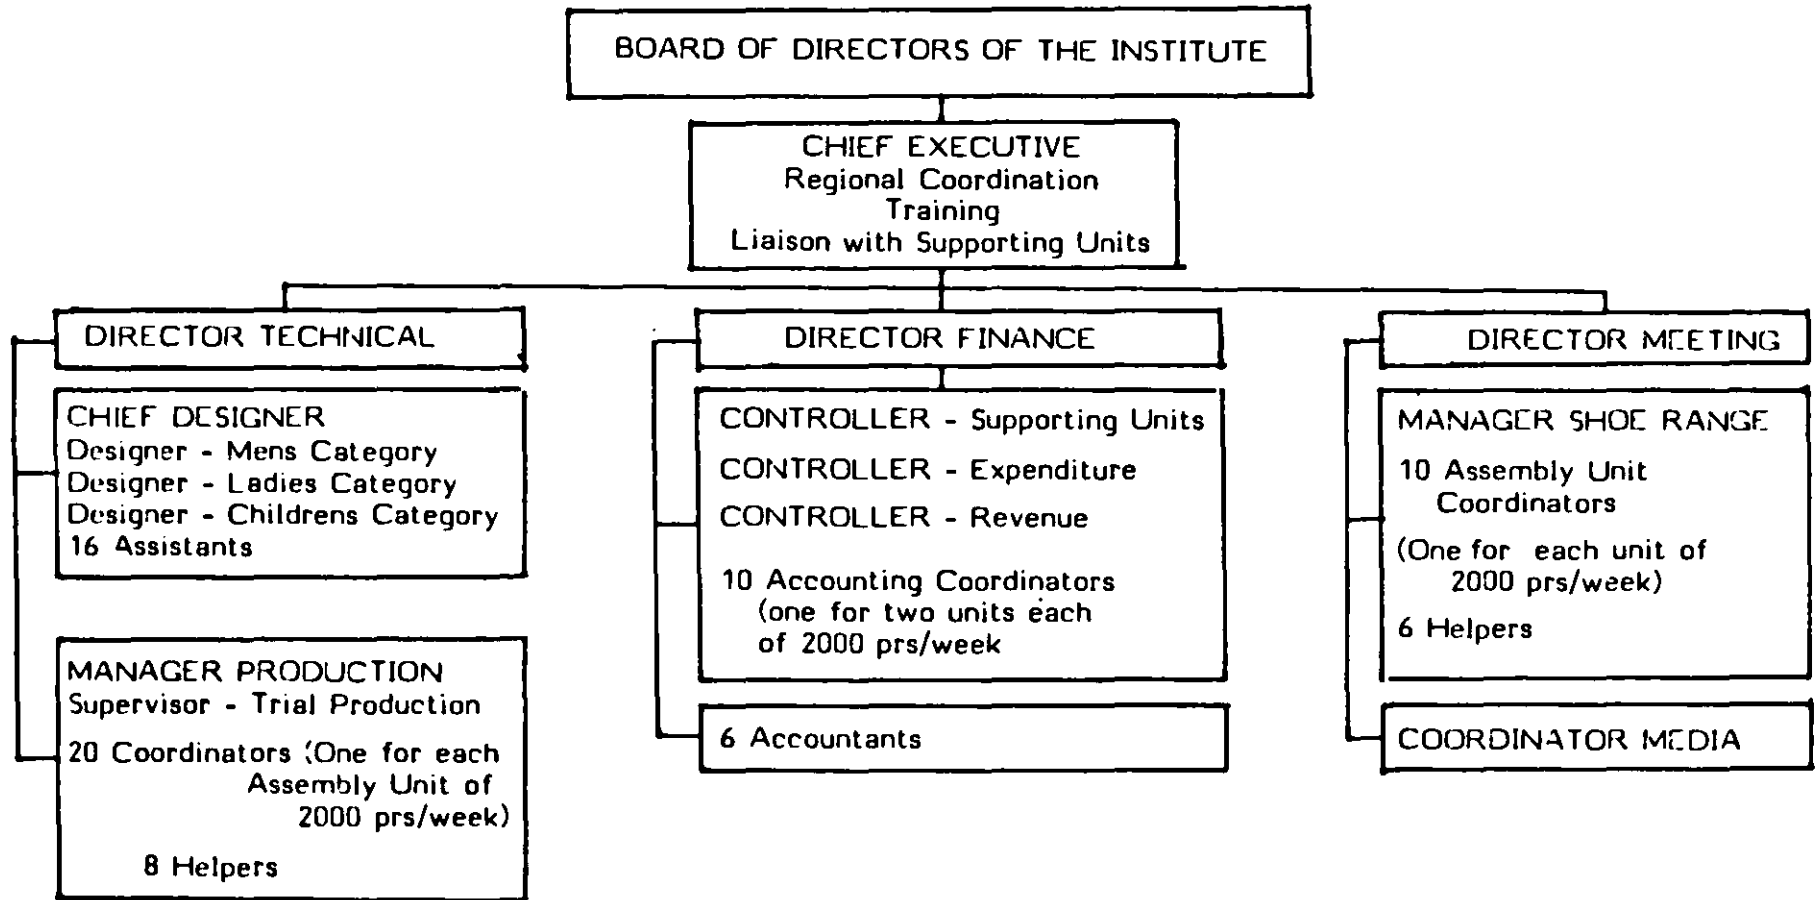 BOARD OF DIRECTORS OF THE INSTITUTE
CHIEF EXECUTIVE
Regional Coordination
Training
Liaison with Supporting Units
DIRECTOR TECHNICAL
CHIEF DESIGNER
Designer - Mens Category
Designer - Ladies Category
Designer - Childrens Category
16 Assistants
MANAGER PRODUCTION
Supervisor - Trial Production
20 Coordinators (One for each
Assembly Unit of
2000 prs/week)
8 Helpers
DIRECTOR FINANCE
CONTROLLER - Supporting Units
CONTROLLER - Expenditure
CONTROLLER - Revenue
10 Accounting Coordinators
(one for two units each
of 2000 prs/week
6 Accountants
DIRECTOR MEETING
MANAGER SHOE RANGE
10 Assembly Unit
Coordinators
(One for each unit of
2000 prs/week)
6 Helpers
COORDINATOR MEDIA